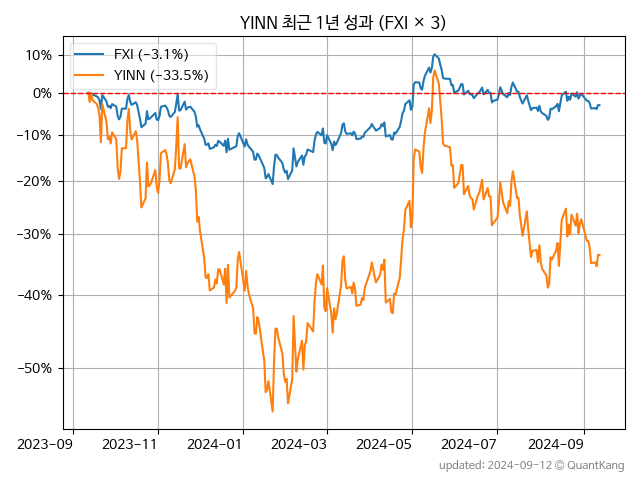 YINN 최근 1년 성과 (FXI × 3)
FXI (−3.1%)
YINN (−33.5%)
10%
0%
−10%
−20%
−30%
−40%
−50%
2023-09 2023-11 2024-01 2024-03 2024-05 2024-07 2024-09
updated: 2024-09-12 © QuantKang